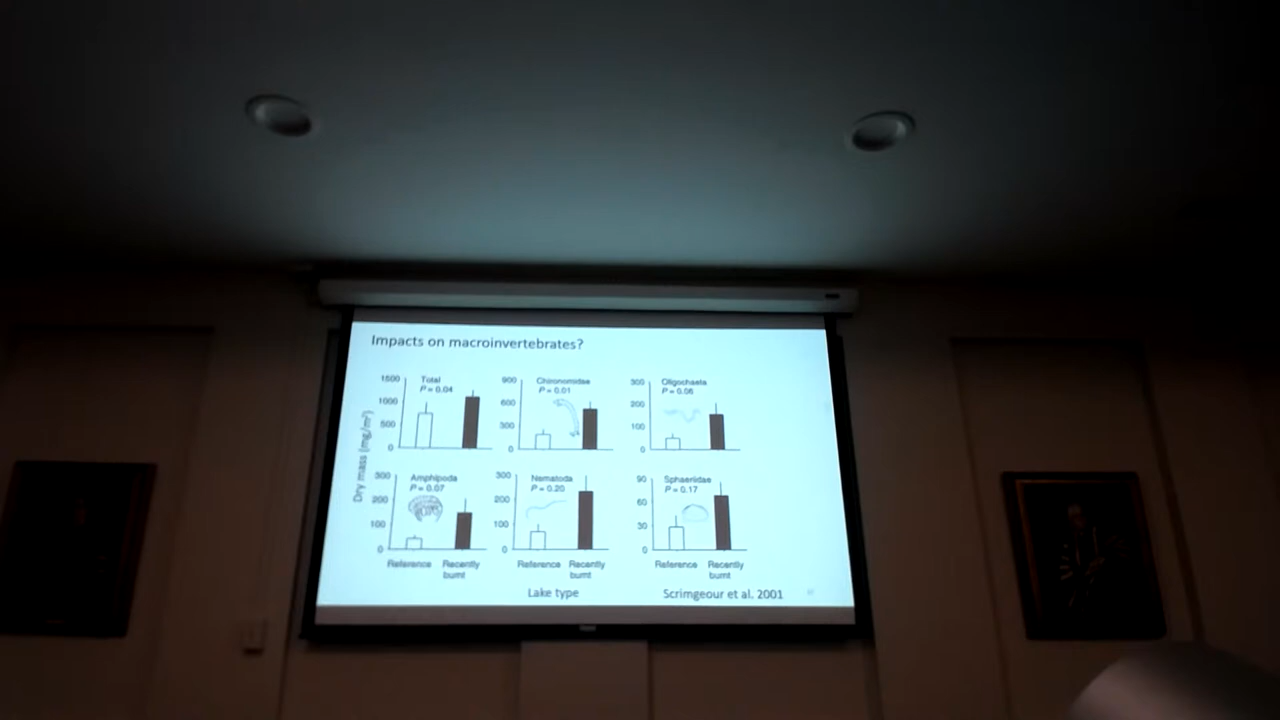 Impacts on macroinvertebrates?
Dry mass (mg/m²)
1500
1000
500
0
Total
P = 0.04
900
600
300
0
Chironomidae
P = 0.01
300
200
100
0
Oligochaeta
P = 0.06
300
200
100
0
Amphipoda
P = 0.07
300
200
100
0
Nematoda
P = 0.20
90
60
30
0
Sphaeriidae
P = 0.17
Reference
Recently
burnt
Reference
Recently
burnt
Reference
Recently
burnt
Lake type
Scrimgeour et al. 2001